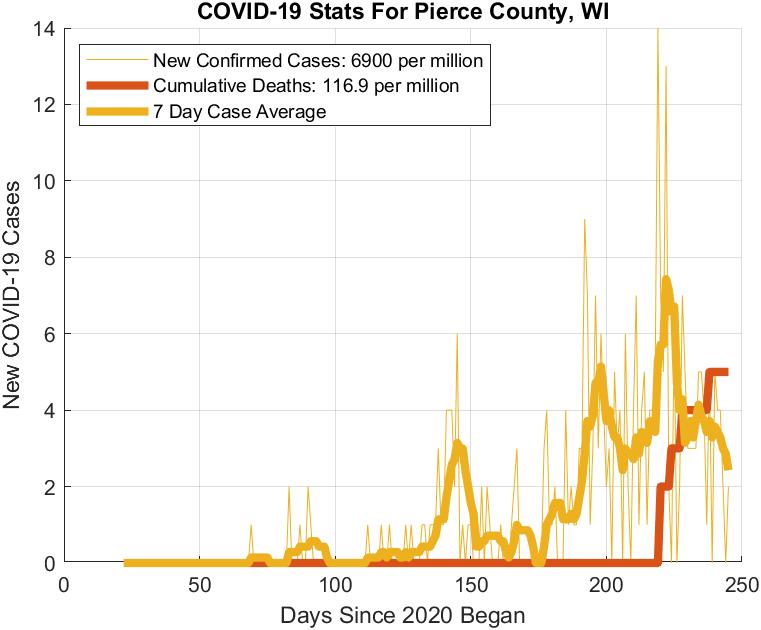 COVID-19 Stats For Pierce County, WI
New Confirmed Cases: 6900 per million
Cumulative Deaths: 116.9 per million
7 Day Case Average
New COVID-19 Cases
14
12
10
8
6
4
2
0
0 50 100 150 200 250
Days Since 2020 Began